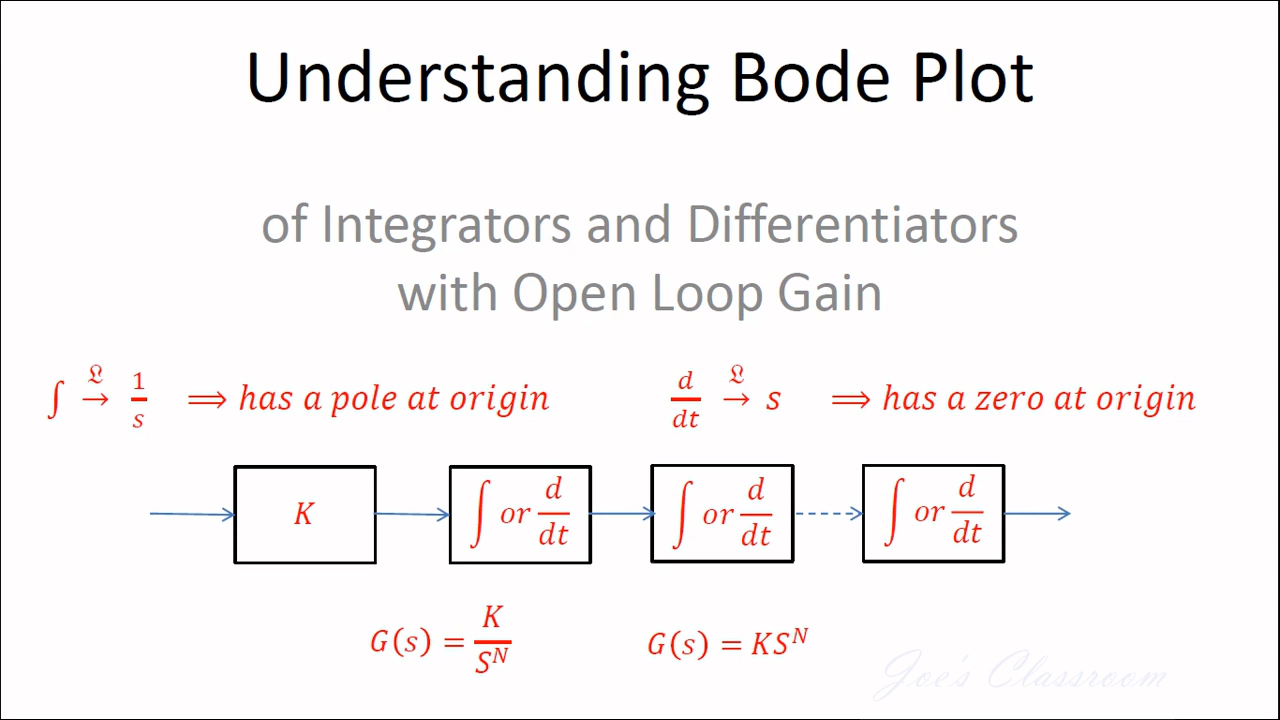 Understanding Bode Plot
of Integrators and Differentiators
with Open Loop Gain
∫ →^𝔏 1/s ⟹ has a pole at origin
d/dt →^𝔏 s ⟹ has a zero at origin
K
∫ or d/dt
∫ or d/dt
∫ or d/dt
G(s) = K/S^N
G(s) = KS^N
Joe's Classroom